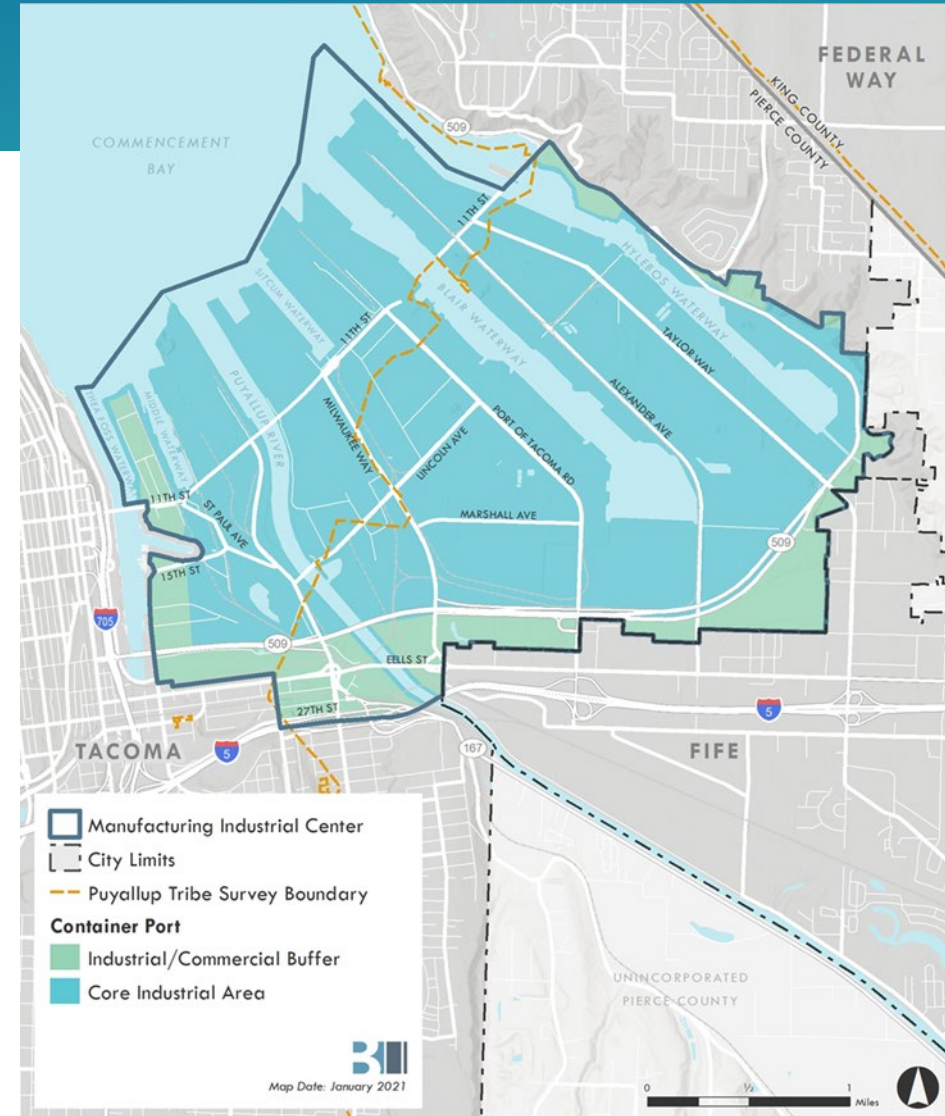 FEDERAL
WAY
KING COUNTY
PIERCE COUNTY
COMMENCEMENT
BAY
509
11TH ST
HYLEBOS WATERWAY
SITCUM WATERWAY
BLAIR WATERWAY
11TH ST
TAYLOR WAY
PUYALLUP RIVER
ALEXANDER AVE
THEA FOSS WATERWAY
MIDDLE WATERWAY
MILWAUKEE WAY
LINCOLN AVE
PORT OF TACOMA RD
11TH ST
ST PAUL AVE
MARSHALL AVE
509
15TH ST
705
509
EELLS ST
27TH ST
5
TACOMA
5
167
FIFE
Manufacturing Industrial Center
City Limits
Puyallup Tribe Survey Boundary
Container Port
Industrial/Commercial Buffer
Core Industrial Area
UNINCORPORATED
PIERCE COUNTY
Map Date: January 2021
0 ½ 1
Miles